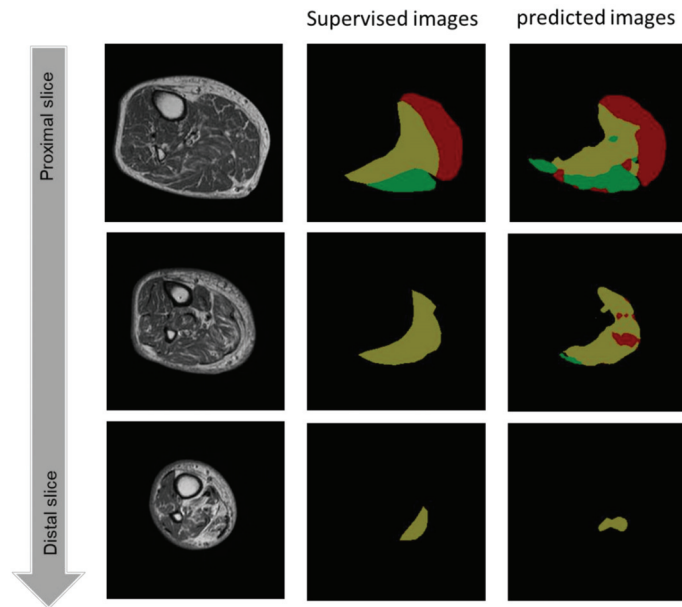 Supervised images
predicted images
Proximal slice
Distal slice